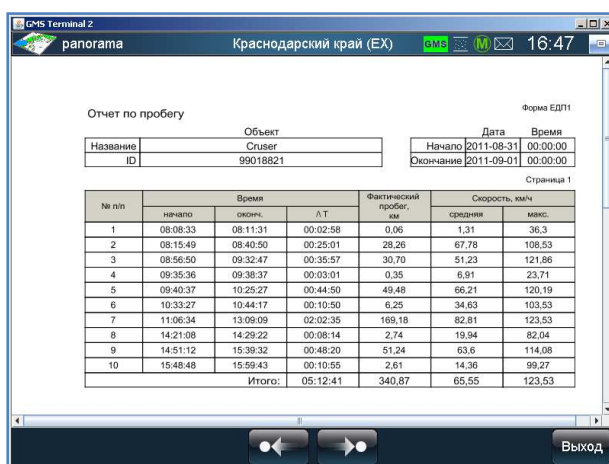 GMS Terminal 2
panorama Краснодарский край (EX) GMS M 16:47
Форма ЕДП1
Отчет по пробегу
Объект Дата Время
Название Cruser Начало 2011-08-31 00:00:00
ID 99018821 Окончание 2011-09-01 00:00:00
Страница 1
№ п/п Время Фактический пробег, км Скорость, км/ч
начало оконч. /\ T средняя макс.
1 08:08:33 08:11:31 00:02:58 0,06 1,31 36,3
2 08:15:49 08:40:50 00:25:01 28,26 67,78 108,53
3 08:56:50 09:32:47 00:35:57 30,70 51,23 121,86
4 09:35:36 09:38:37 00:03:01 0,35 6,91 23,71
5 09:40:37 10:25:27 00:44:50 49,48 66,21 120,19
6 10:33:27 10:44:17 00:10:50 6,25 34,63 103,53
7 11:06:34 13:09:09 02:02:35 169,18 82,81 123,53
8 14:21:08 14:29:22 00:08:14 2,74 19,94 82,04
9 14:51:12 15:39:32 00:48:20 51,24 63,6 114,08
10 15:48:48 15:59:43 00:10:55 2,61 14,36 99,27
Итого: 05:12:41 340,87 65,55 123,53
Выход